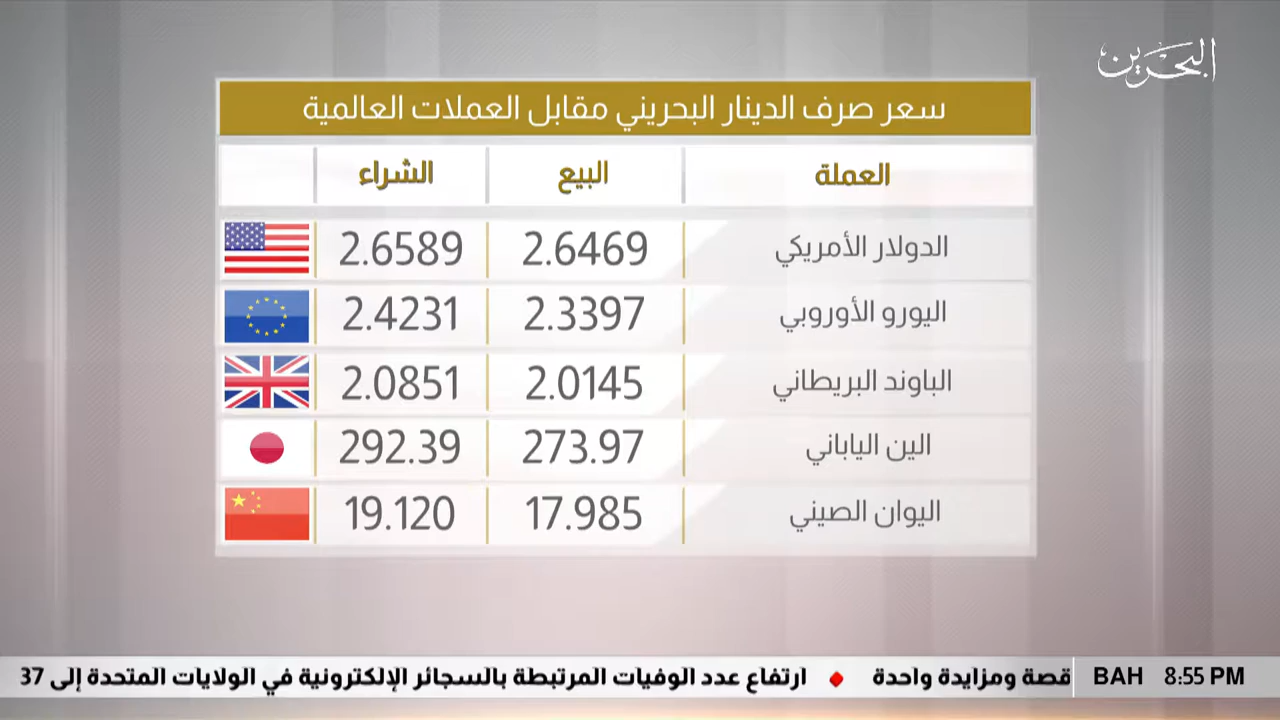 البحرين
سعر صرف الدينار البحريني مقابل العملات العالمية
العملة البيع الشراء
الدولار الأمريكي 2.6469 2.6589
اليورو الأوروبي 2.3397 2.4231
الباوند البريطاني 2.0145 2.0851
الين الياباني 273.97 292.39
اليوان الصيني 17.985 19.120
BAH 8:55 PM
قصة ومزايدة واحدة ♦ ارتفاع عدد الوفيات المرتبطة بالسجائر الإلكترونية في الولايات المتحدة إلى 37